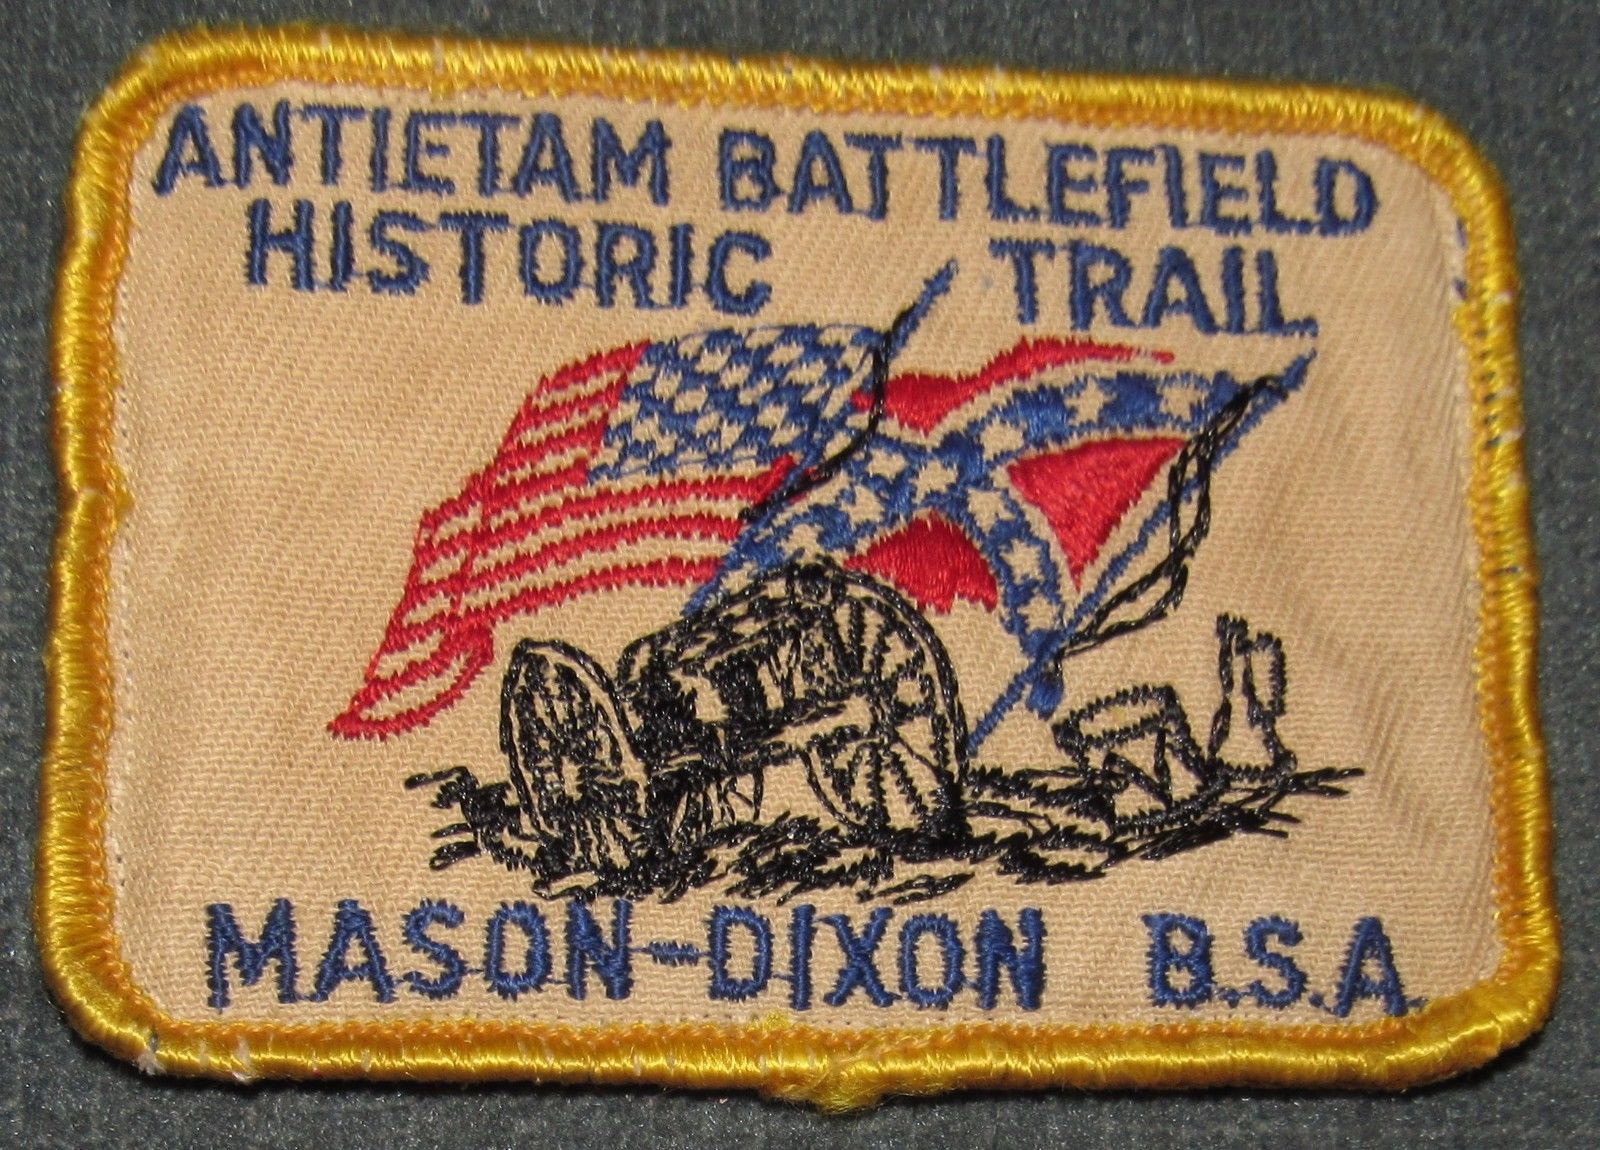 ANTIETAM BATTLEFIELD
HISTORIC TRAIL
MASON-DIXON B.S.A.